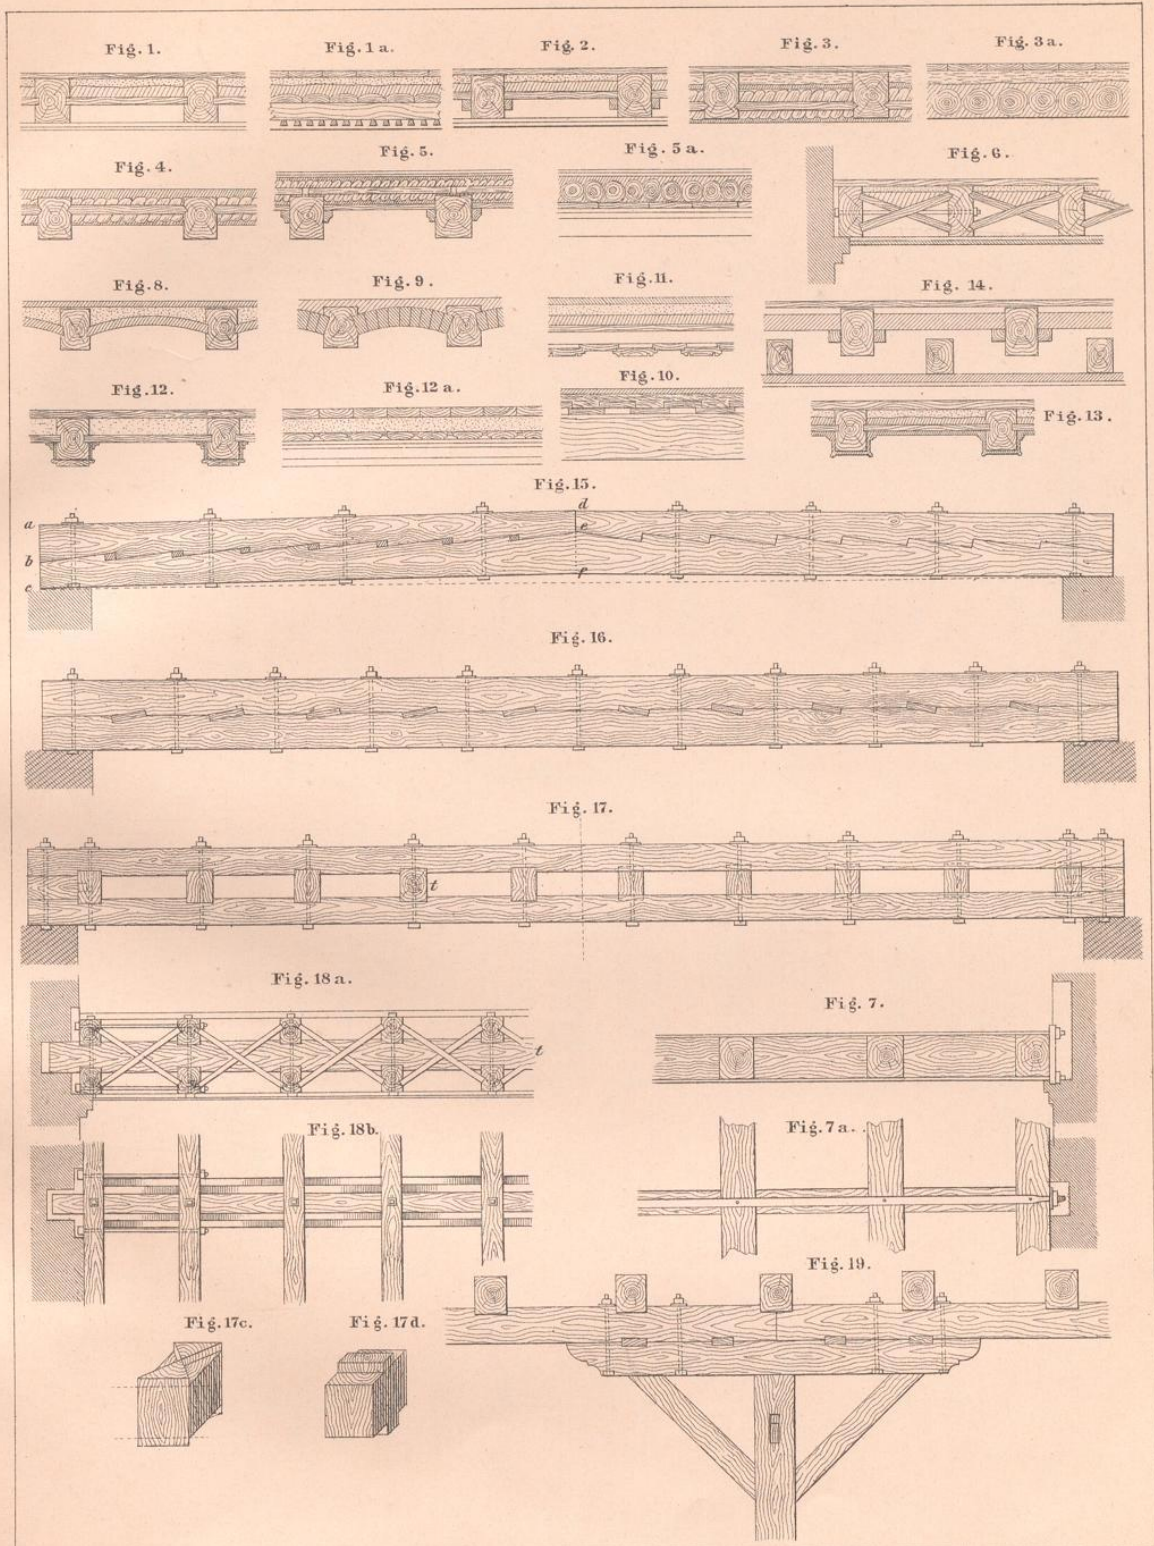 Fig. 1.
Fig. 1 a.
Fig. 2.
Fig. 3.
Fig. 3 a.
Fig. 4.
Fig. 5.
Fig. 5 a.
Fig. 6.
Fig. 8.
Fig. 9.
Fig. 11.
Fig. 14.
Fig. 12.
Fig. 12 a.
Fig. 10.
Fig. 13.
Fig. 15.
a
d
e
b
c
f
Fig. 16.
Fig. 17.
t
Fig. 18 a.
Fig. 7.
t
Fig. 18b.
Fig. 7 a.
Fig. 19.
Fig. 17c.
Fig. 17d.